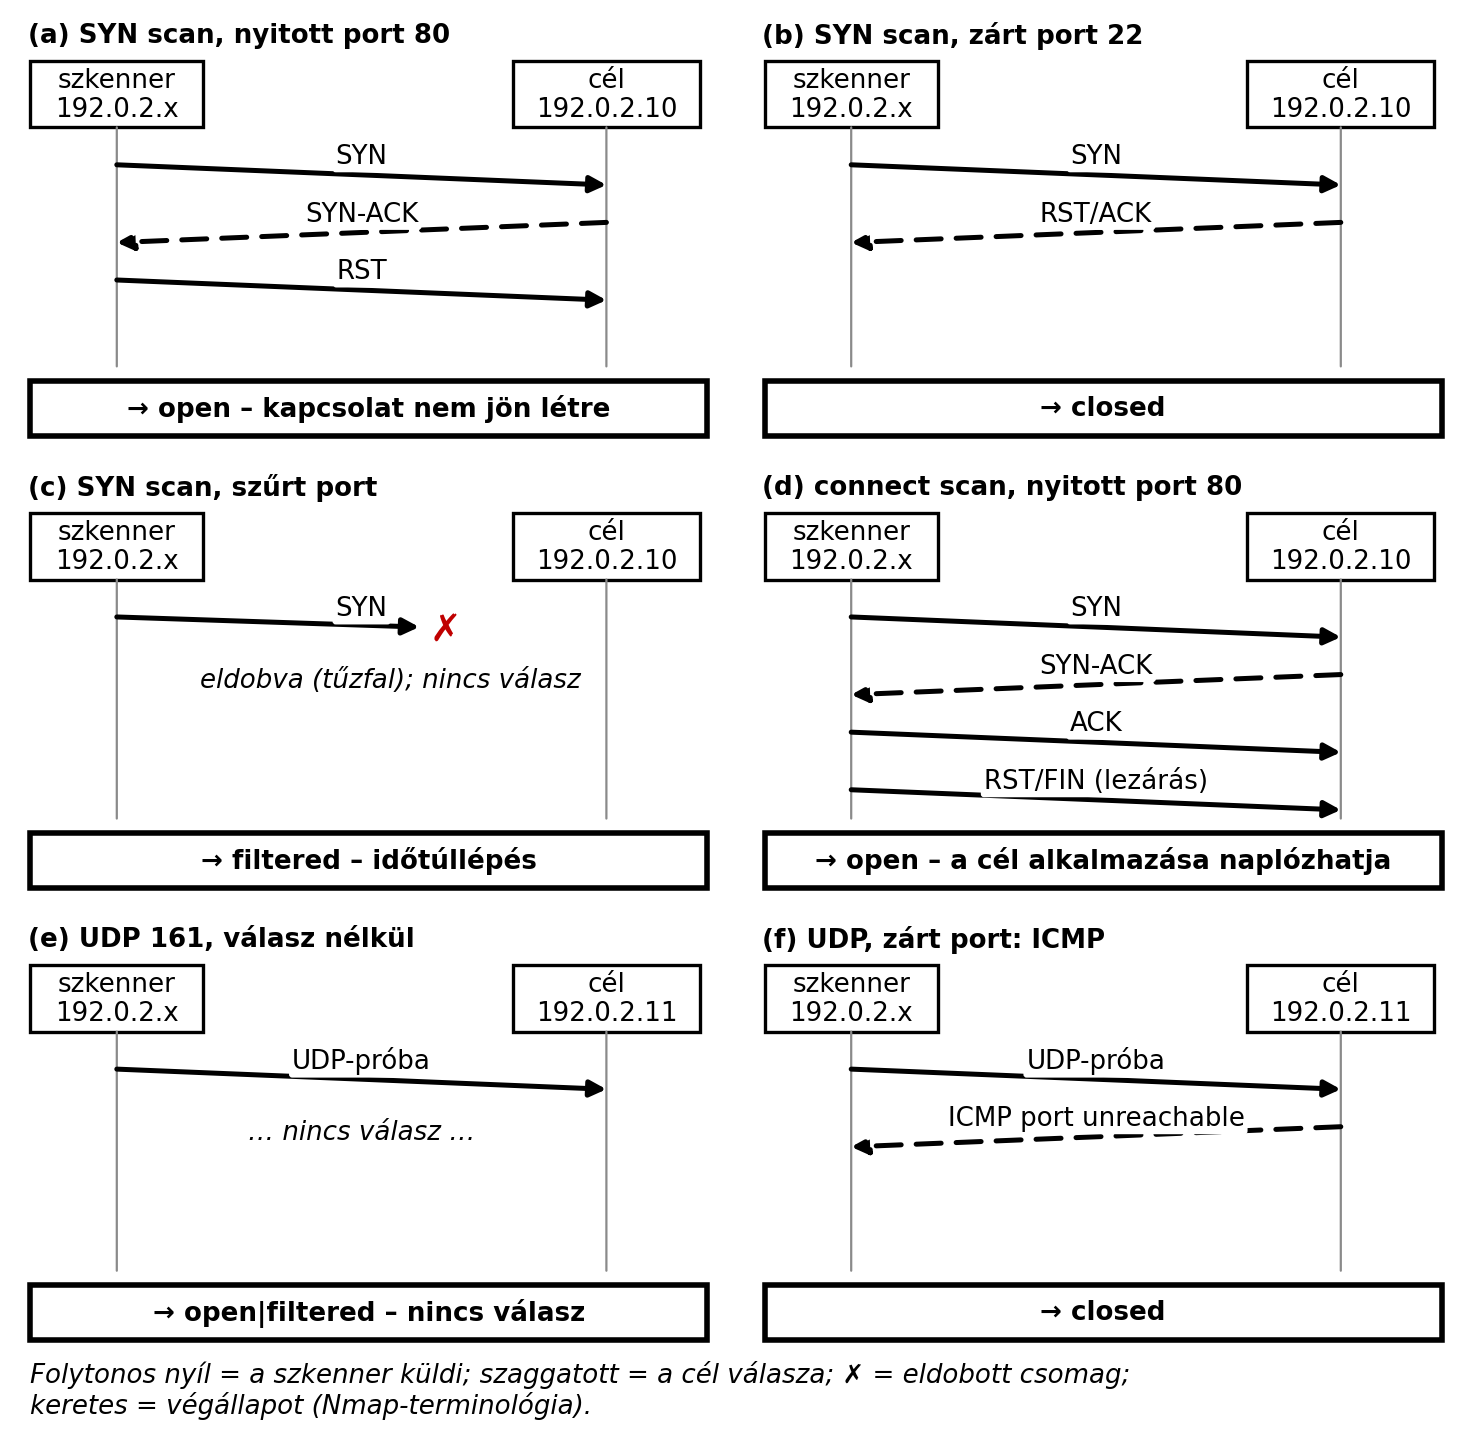 (a) SYN scan, nyitott port 80
szkenner
192.0.2.x
cél
192.0.2.10
SYN
SYN-ACK
RST
→ open – kapcsolat nem jön létre
(b) SYN scan, zárt port 22
szkenner
192.0.2.x
cél
192.0.2.10
SYN
RST/ACK
→ closed
(c) SYN scan, szűrt port
szkenner
192.0.2.x
cél
192.0.2.10
SYN
✗
eldobva (tűzfal); nincs válasz
→ filtered – időtúllépés
(d) connect scan, nyitott port 80
szkenner
192.0.2.x
cél
192.0.2.10
SYN
SYN-ACK
ACK
RST/FIN (lezárás)
→ open – a cél alkalmazása naplózhatja
(e) UDP 161, válasz nélkül
szkenner
192.0.2.x
cél
192.0.2.11
UDP-próba
… nincs válasz …
→ open|filtered – nincs válasz
(f) UDP, zárt port: ICMP
szkenner
192.0.2.x
cél
192.0.2.11
UDP-próba
ICMP port unreachable
→ closed
Folytonos nyíl = a szkenner küldi; szaggatott = a cél válasza; ✗ = eldobott csomag;
keretes = végállapot (Nmap-terminológia).